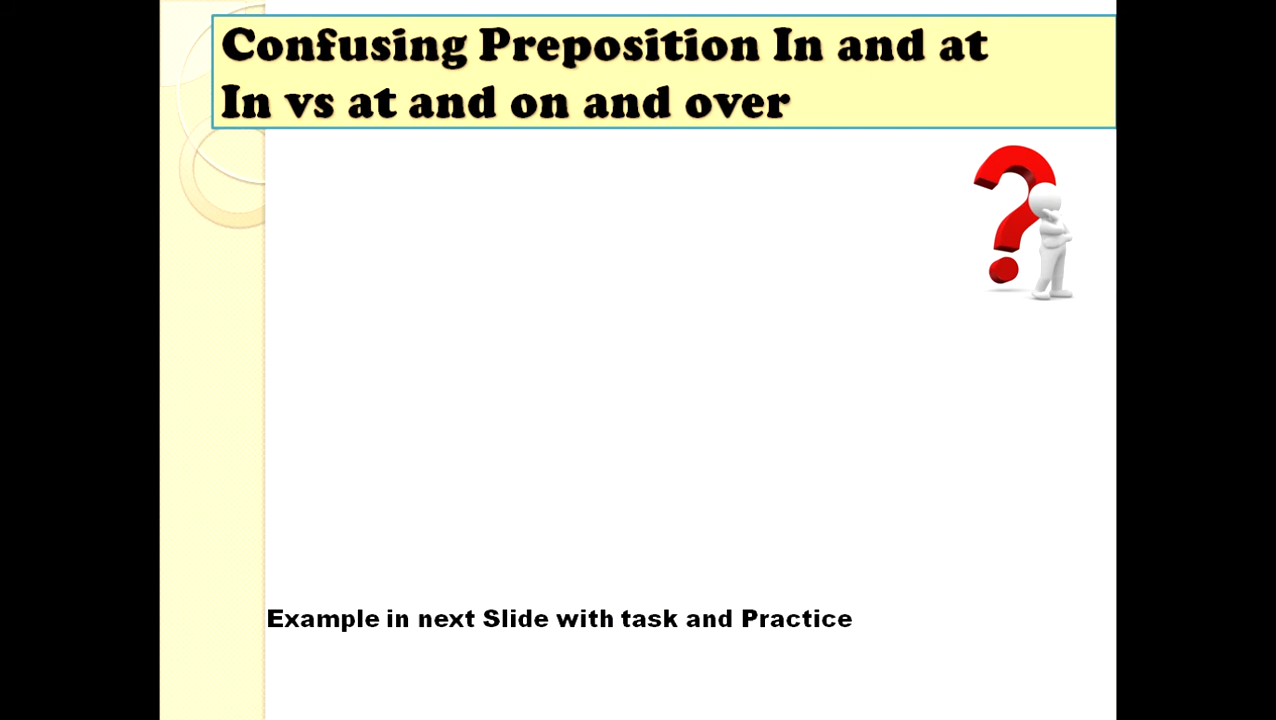 Confusing Preposition In and at
In vs at and on and over
Example in next Slide with task and Practice